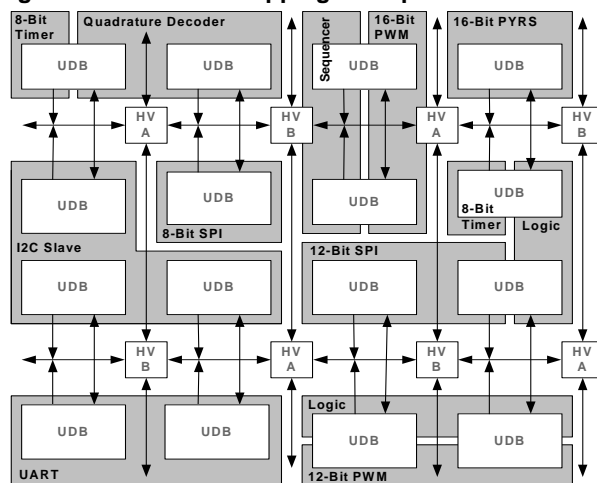 8-Bit
Timer
Quadrature Decoder
Sequencer
16-Bit
PWM
16-Bit PYRS
UDB
UDB
UDB
UDB
HV
A
HV
B
HV
A
HV
B
UDB
UDB
UDB
UDB
8-Bit
Timer
Logic
8-Bit SPI
I2C Slave
12-Bit SPI
UDB
UDB
UDB
UDB
HV
B
HV
A
HV
B
HV
A
Logic
UDB
UDB
UDB
UDB
UART
12-Bit PWM